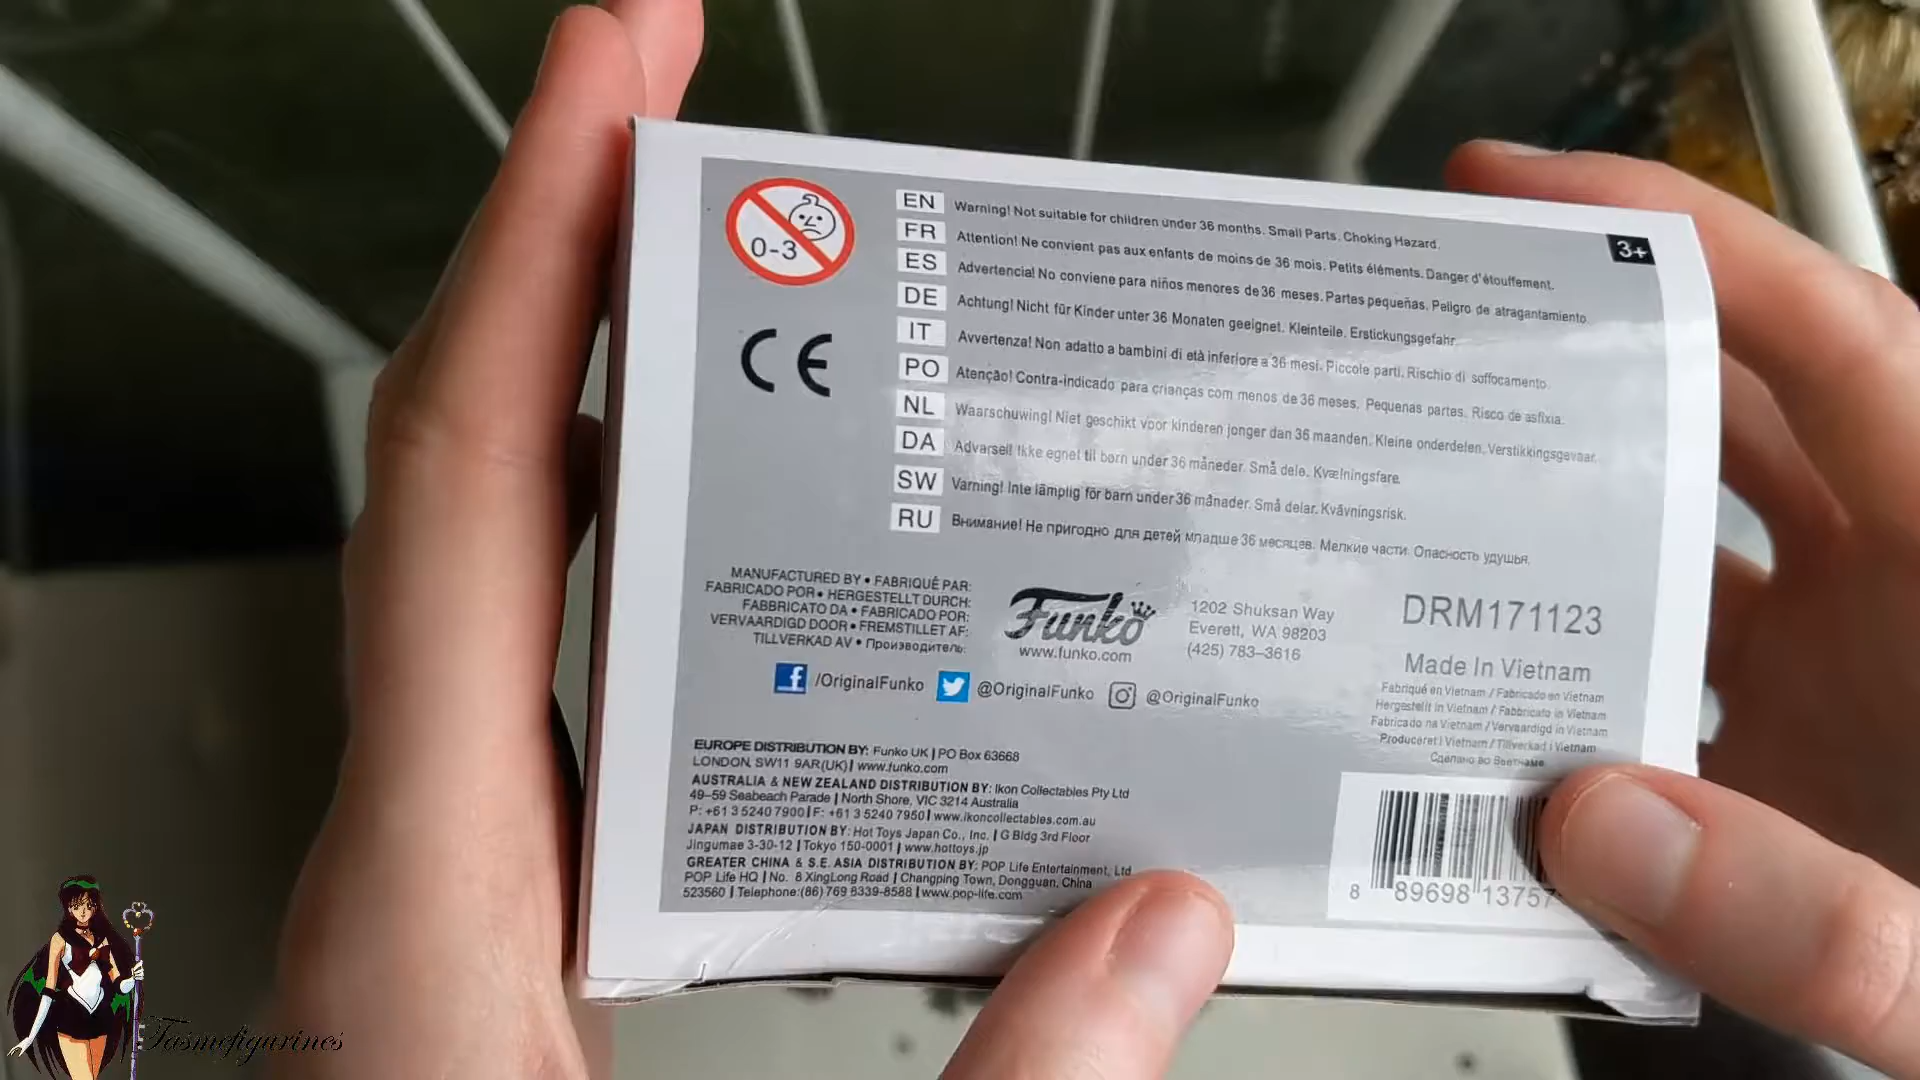 0-3
EN Warning! Not suitable for children under 36 months. Small Parts. Choking Hazard.
3+
FR Attention! Ne convient pas aux enfants de moins de 36 mois. Petits éléments. Danger d'étouffement.
ES Advertencia! No conviene para niños menores de 36 meses. Partes pequeñas. Peligro de atragantamiento.
DE Achtung! Nicht für Kinder unter 36 Monaten geeignet. Kleinteile. Erstickungsgefahr.
IT Avvertenza! Non adatto a bambini di età inferiore a 36 mesi. Piccole parti. Rischio di soffocamento.
PO Atenção! Contra-indicado para crianças com menos de 36 meses. Pequenas partes. Risco de asfixia.
NL Waarschuwing! Niet geschikt voor kinderen jonger dan 36 maanden. Kleine onderdelen. Verstikkingsgevaar.
DA Advarsel! Ikke egnet til børn under 36 måneder. Små dele. Kvælningsfare.
SW Varning! Inte lämplig för barn under 36 månader. Små delar. Kvävningsrisk.
RU Внимание! Не пригодно для детей младше 36 месяцев. Мелкие части. Опасность удушья.
CE
MANUFACTURED BY • FABRIQUÉ PAR:
FABRICADO POR • HERGESTELLT DURCH:
FABBRICATO DA • FABRICADO POR:
VERVAARDIGD DOOR • FREMSTILLET AF:
TILLVERKAD AV • Производитель:
Funko
www.funko.com
1202 Shuksan Way
Everett, WA 98203
(425) 783–3616
DRM171123
Made In Vietnam
Fabriqué en Vietnam / Fabricado en Vietnam
Hergestellt in Vietnam / Fabbricato in Vietnam
Fabricado na Vietnam / Vervaardigd in Vietnam
Produceret i Vietnam / Tillverkad i Vietnam
Сделано во Вьетнаме
/OriginalFunko @OriginalFunko @OriginalFunko
EUROPE DISTRIBUTION BY: Funko UK | PO Box 63668
LONDON, SW11 9AR (UK) | www.funko.com
AUSTRALIA & NEW ZEALAND DISTRIBUTION BY: Ikon Collectables Pty Ltd
49–59 Seabeach Parade | North Shore, VIC 3214 Australia
P: +61 3 5240 7900 | F: +61 3 5240 7950 | www.ikoncollectables.com.au
JAPAN DISTRIBUTION BY: Hot Toys Japan Co., Inc. | G Bldg 3rd Floor
Jingumae 3-30-12 | Tokyo 150-0001 | www.hottoys.jp
GREATER CHINA & S.E. ASIA DISTRIBUTION BY: POP Life Entertainment, Ltd
POP Life HQ | No. 8 XingLong Road | Changping Town, Dongguan, China
523560 | Telephone:(86) 769 8339-8588 | www.pop-life.com
8 89698 13757
Tasmefigurines